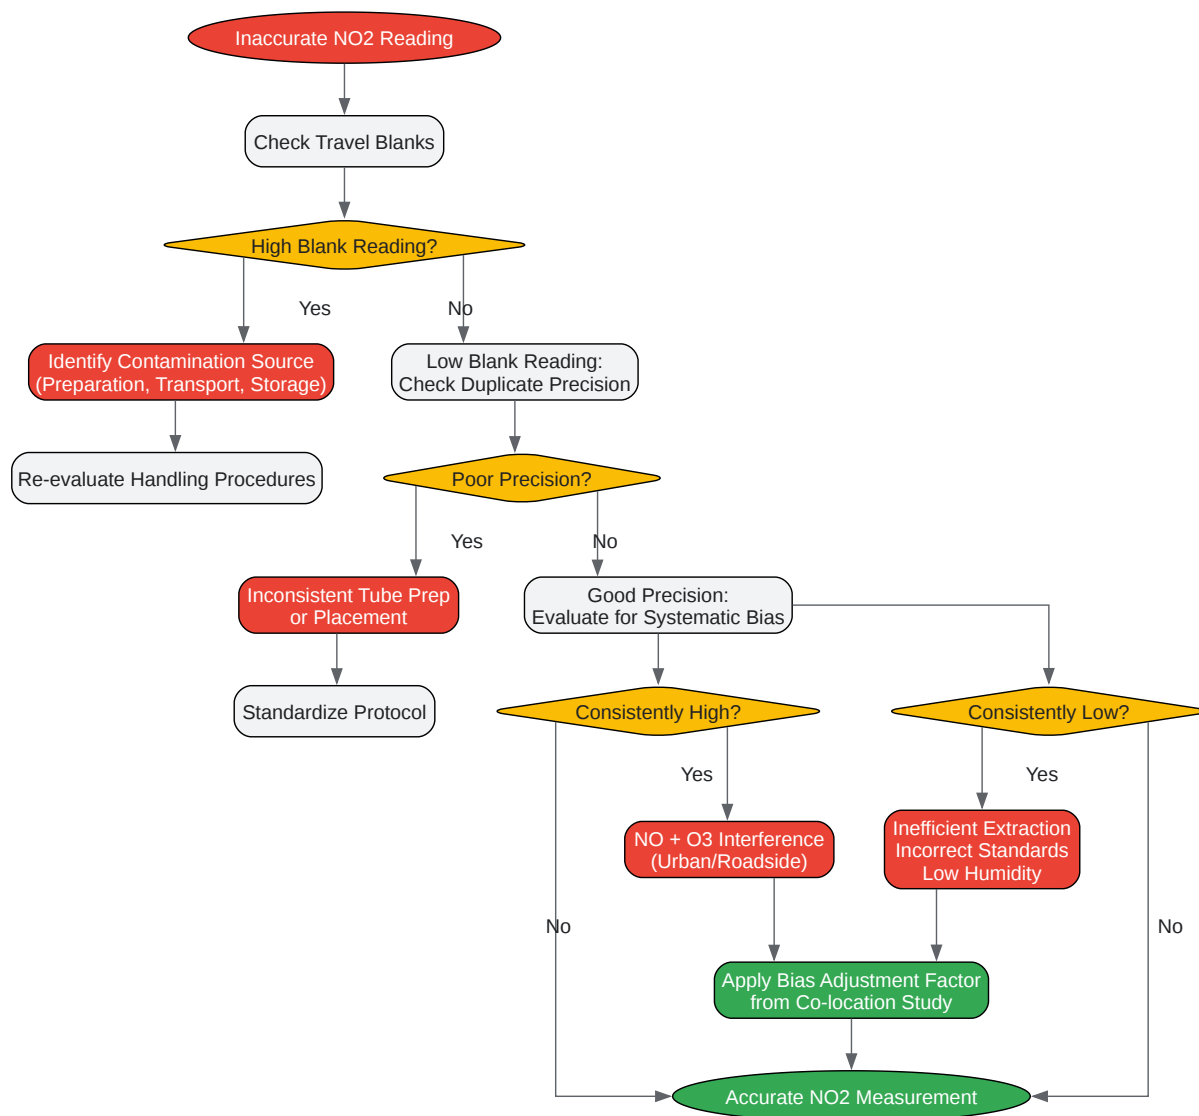 Inaccurate NO2 Reading
Check Travel Blanks
High Blank Reading?
Yes
No
Identify Contamination Source
(Preparation, Transport, Storage)
Low Blank Reading:
Check Duplicate Precision
Re-evaluate Handling Procedures
Poor Precision?
Yes
No
Inconsistent Tube Prep
or Placement
Good Precision:
Evaluate for Systematic Bias
Standardize Protocol
Consistently High?
Consistently Low?
Yes
Yes
NO + O3 Interference
(Urban/Roadside)
Inefficient Extraction
Incorrect Standards
Low Humidity
No
No
Apply Bias Adjustment Factor
from Co-location Study
Accurate NO2 Measurement